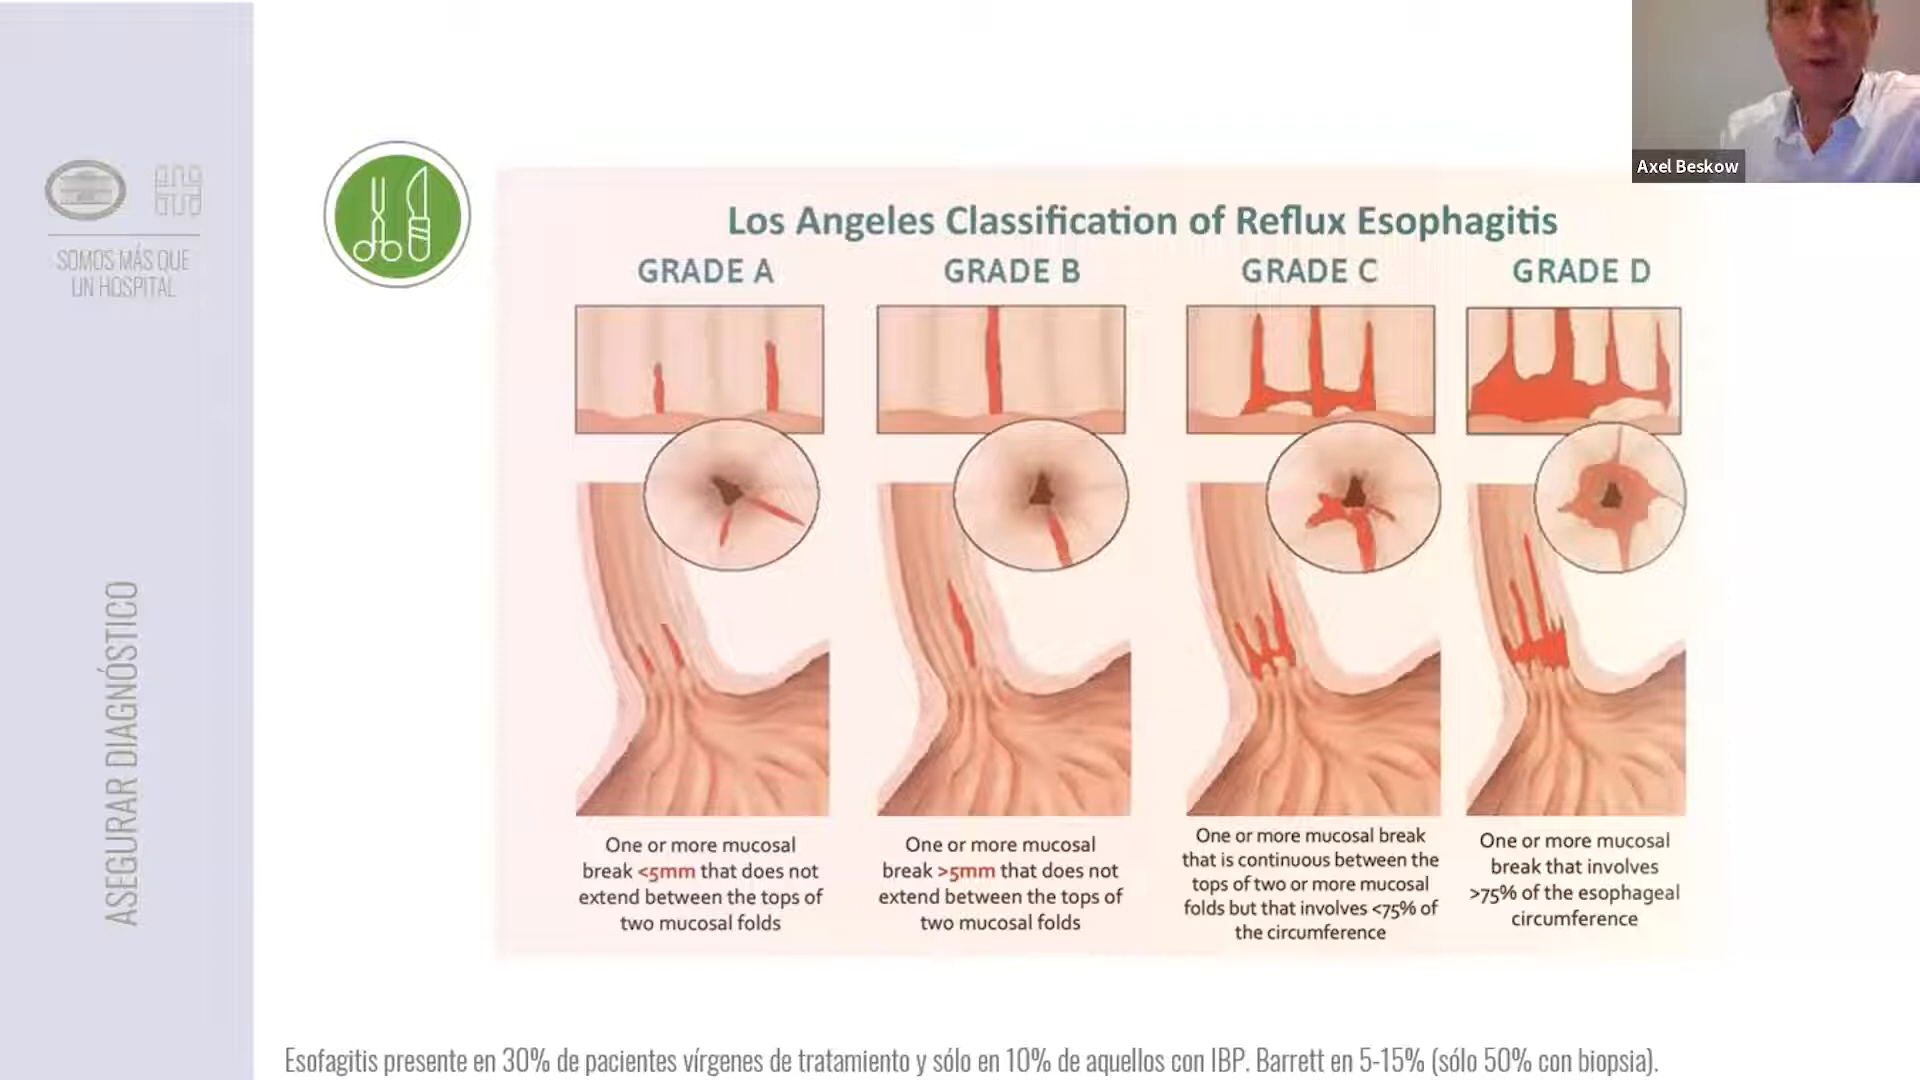 Axel Beskow
SOMOS MÁS QUE
UN HOSPITAL
ASEGURAR DIAGNÓSTICO
Los Angeles Classification of Reflux Esophagitis
GRADE A
One or more mucosal
break <5mm that does not
extend between the tops of
two mucosal folds
GRADE B
One or more mucosal
break >5mm that does not
extend between the tops of
two mucosal folds
GRADE C
One or more mucosal break
that is continuous between the
tops of two or more mucosal
folds but that involves <75% of
the circumference
GRADE D
One or more mucosal
break that involves
>75% of the esophageal
circumference
Esofagitis presente en 30% de pacientes vírgenes de tratamiento y sólo en 10% de aquellos con IBP. Barrett en 5-15% (sólo 50% con biopsia).